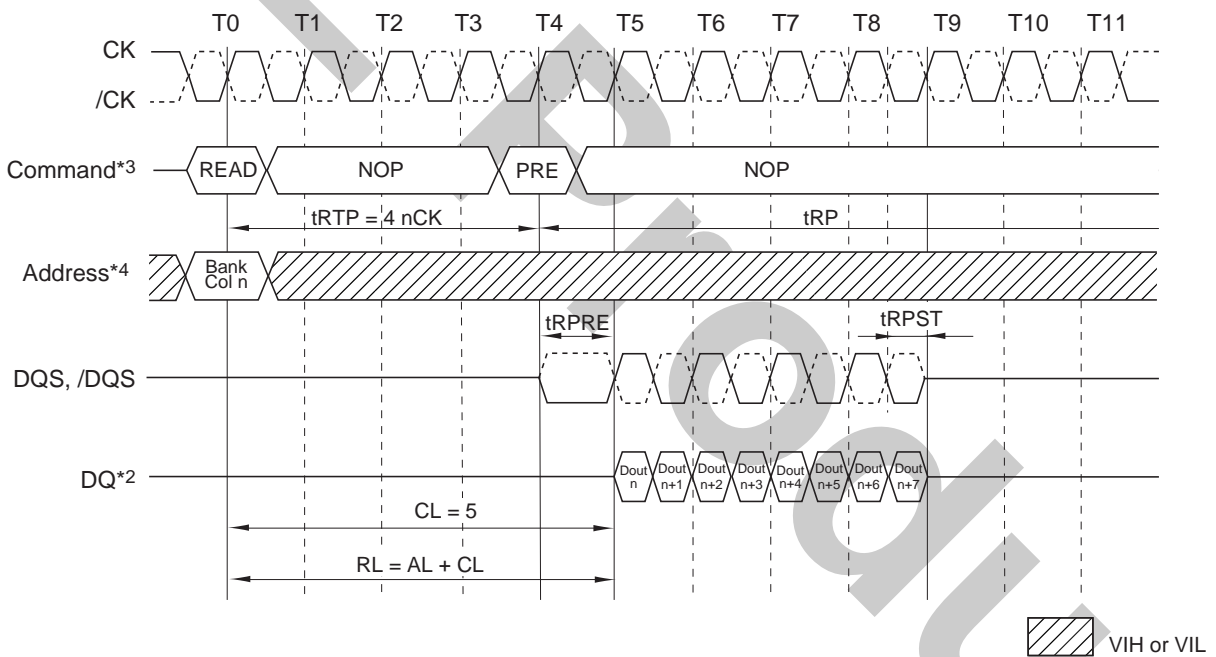 T0 T1 T2 T3 T4 T5 T6 T7 T8 T9 T10 T11
CK
/CK
Command*3
READ NOP PRE NOP
tRTP = 4 nCK tRP
Address*4
Bank
Col n
tRPRE tRPST
DQS, /DQS
DQ*2
Dout n Dout n+1 Dout n+2 Dout n+3 Dout n+4 Dout n+5 Dout n+6 Dout n+7
CL = 5
RL = AL + CL
VIH or VIL